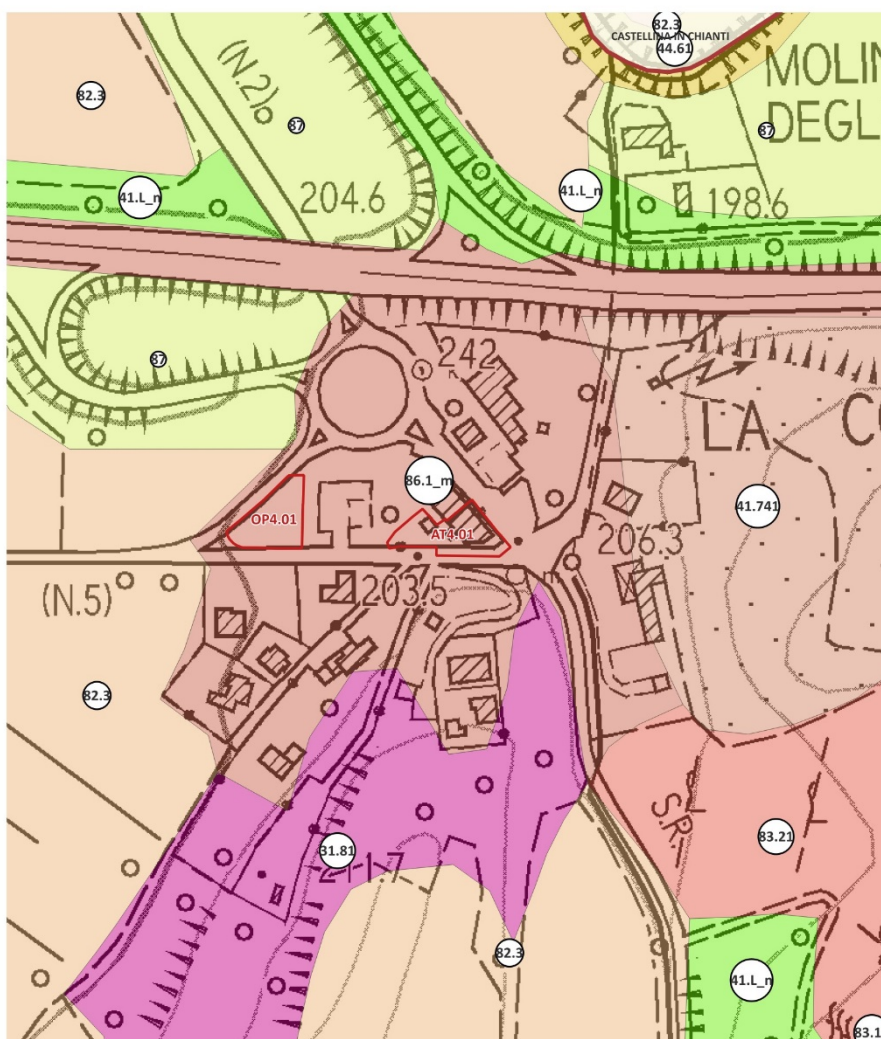 82.3
CASTELLINA IN CHIANTI
44.61
MOLIN
DEGL
(N.2)
82.3
87
87
41.L_n
204.6
41.L_n
198.6
87
242
LA CO
86.1_m
41.741
OP4.01
AT4.01
206.3
(N.5)
203.5
82.3
S.R.
83.21
31.81
82.3
41.L_n
83.1